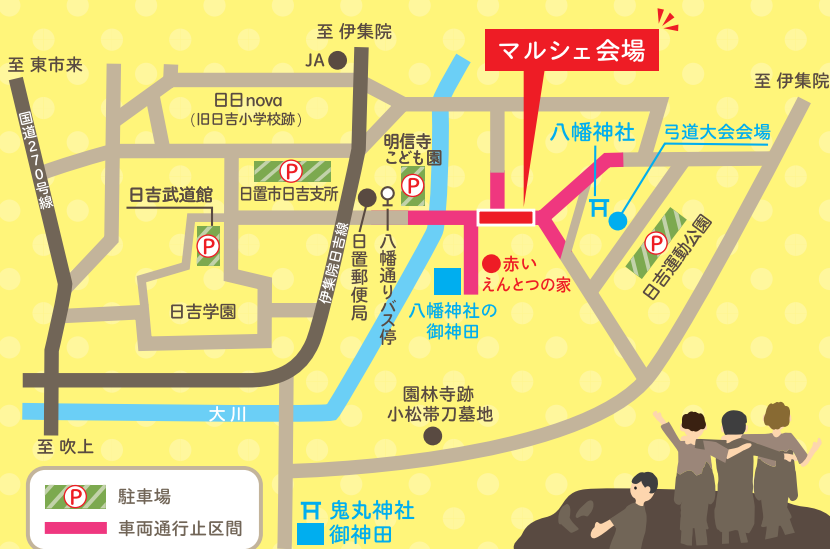 至 伊集院
JA
至 東市来
マルシェ会場
至 伊集院
日日nova
(旧日吉小学校跡)
国道270号線
八幡神社
弓道大会会場
明信寺
こども園
P
P
日置市日吉支所
日吉武道館
P
P
日吉運動公園
伊集院日吉線
日置郵便局
八幡通りバス停
赤い
えんとつの家
日吉学園
八幡神社の
御神田
大川
園林寺跡
小松帯刀墓地
至 吹上
P 駐車場
車両通行止区間
鬼丸神社
御神田